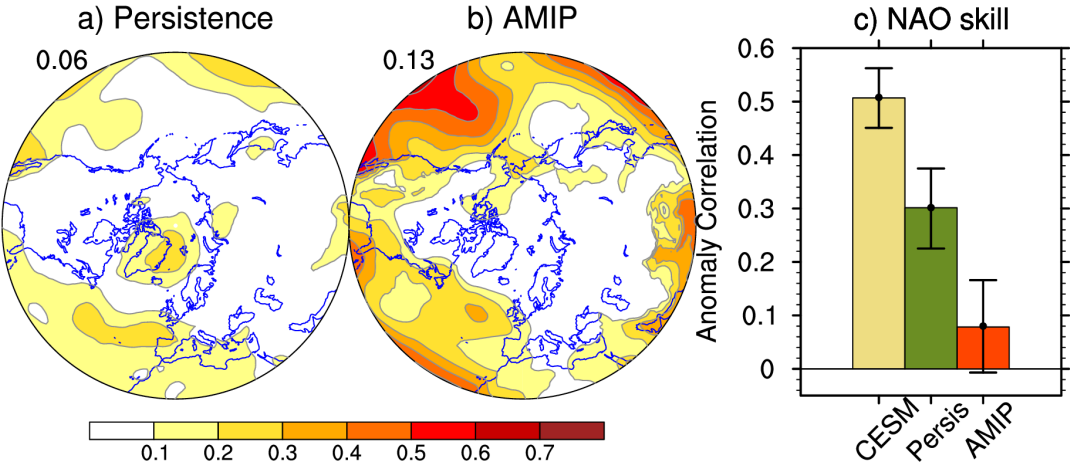 a) Persistence
b) AMIP
c) NAO skill
0.06
0.13
0.6
0.5
0.4
0.3
0.2
0.1
0
Anomaly Correlation
CESM
Persis
AMIP
0.1 0.2 0.3 0.4 0.5 0.6 0.7